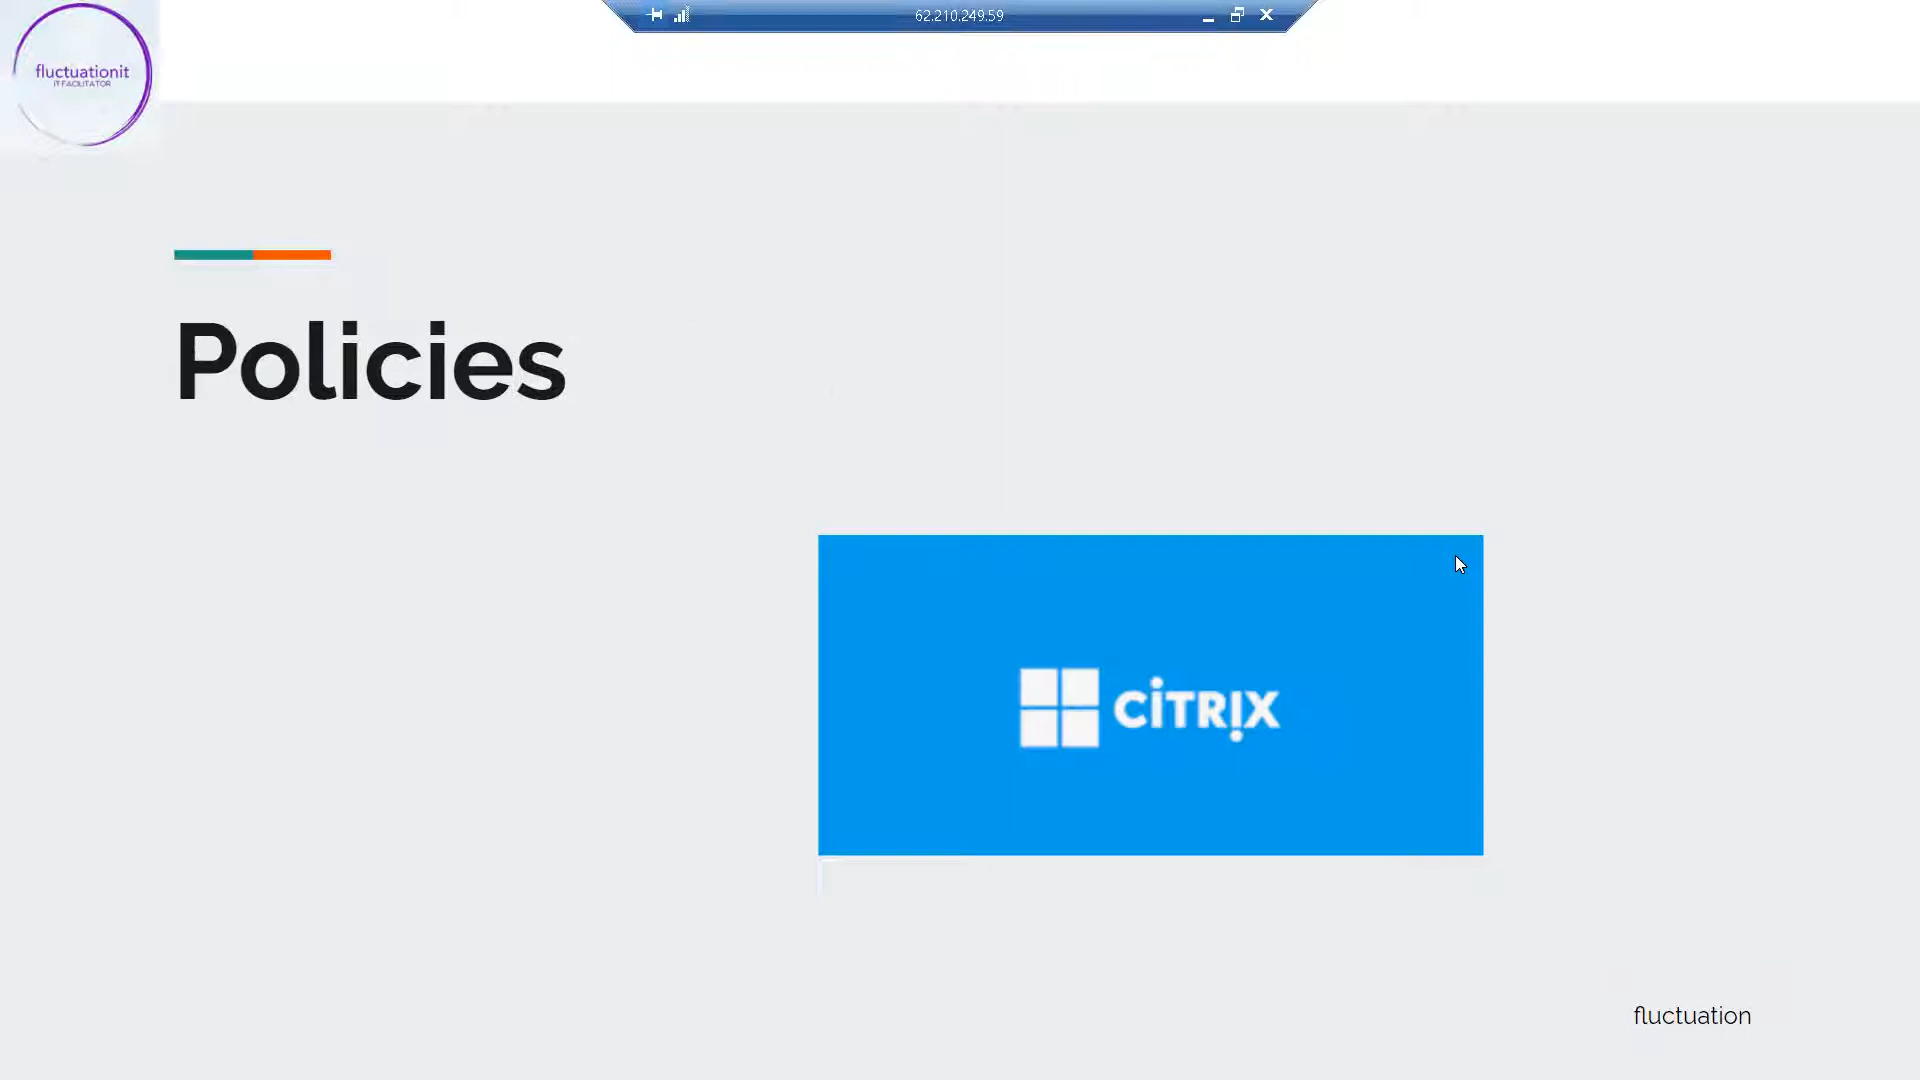 62.210.249.59
fluctuationit
IT FACILITATOR
Policies
CiTRIX
fluctuation